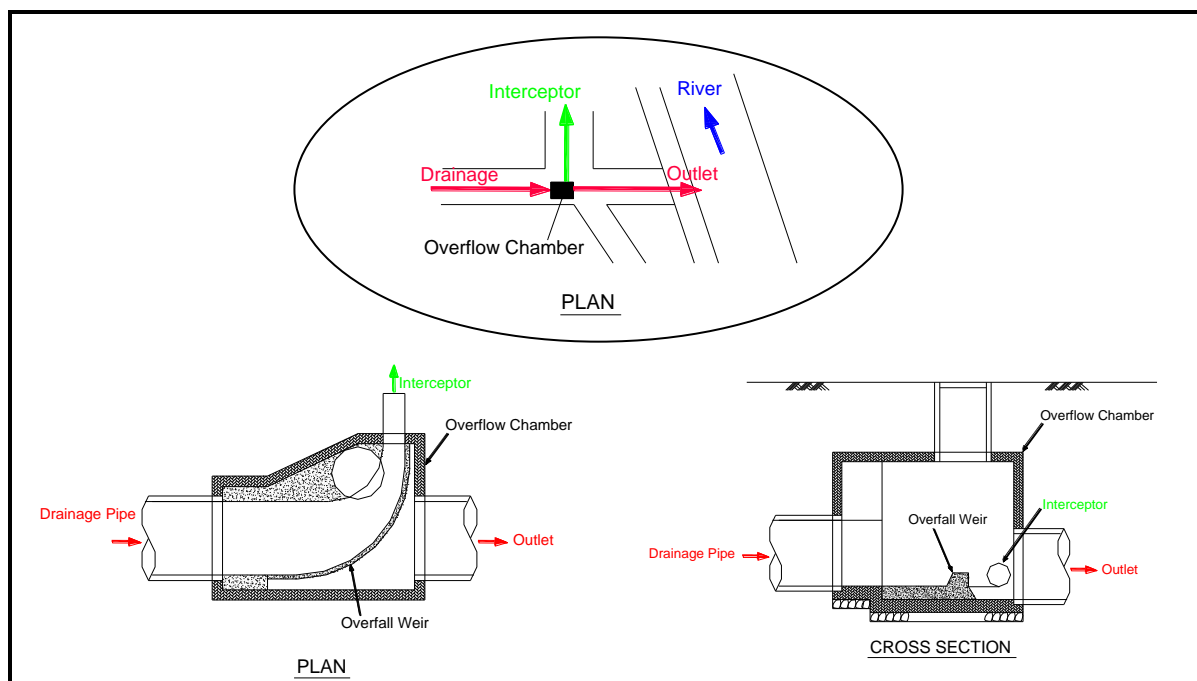 Interceptor
River
Drainage
Outlet
Overflow Chamber
PLAN
Interceptor
Overflow Chamber
Drainage Pipe
Outlet
Overfall Weir
PLAN
Overflow Chamber
Interceptor
Overfall Weir
Drainage Pipe
Outlet
CROSS SECTION